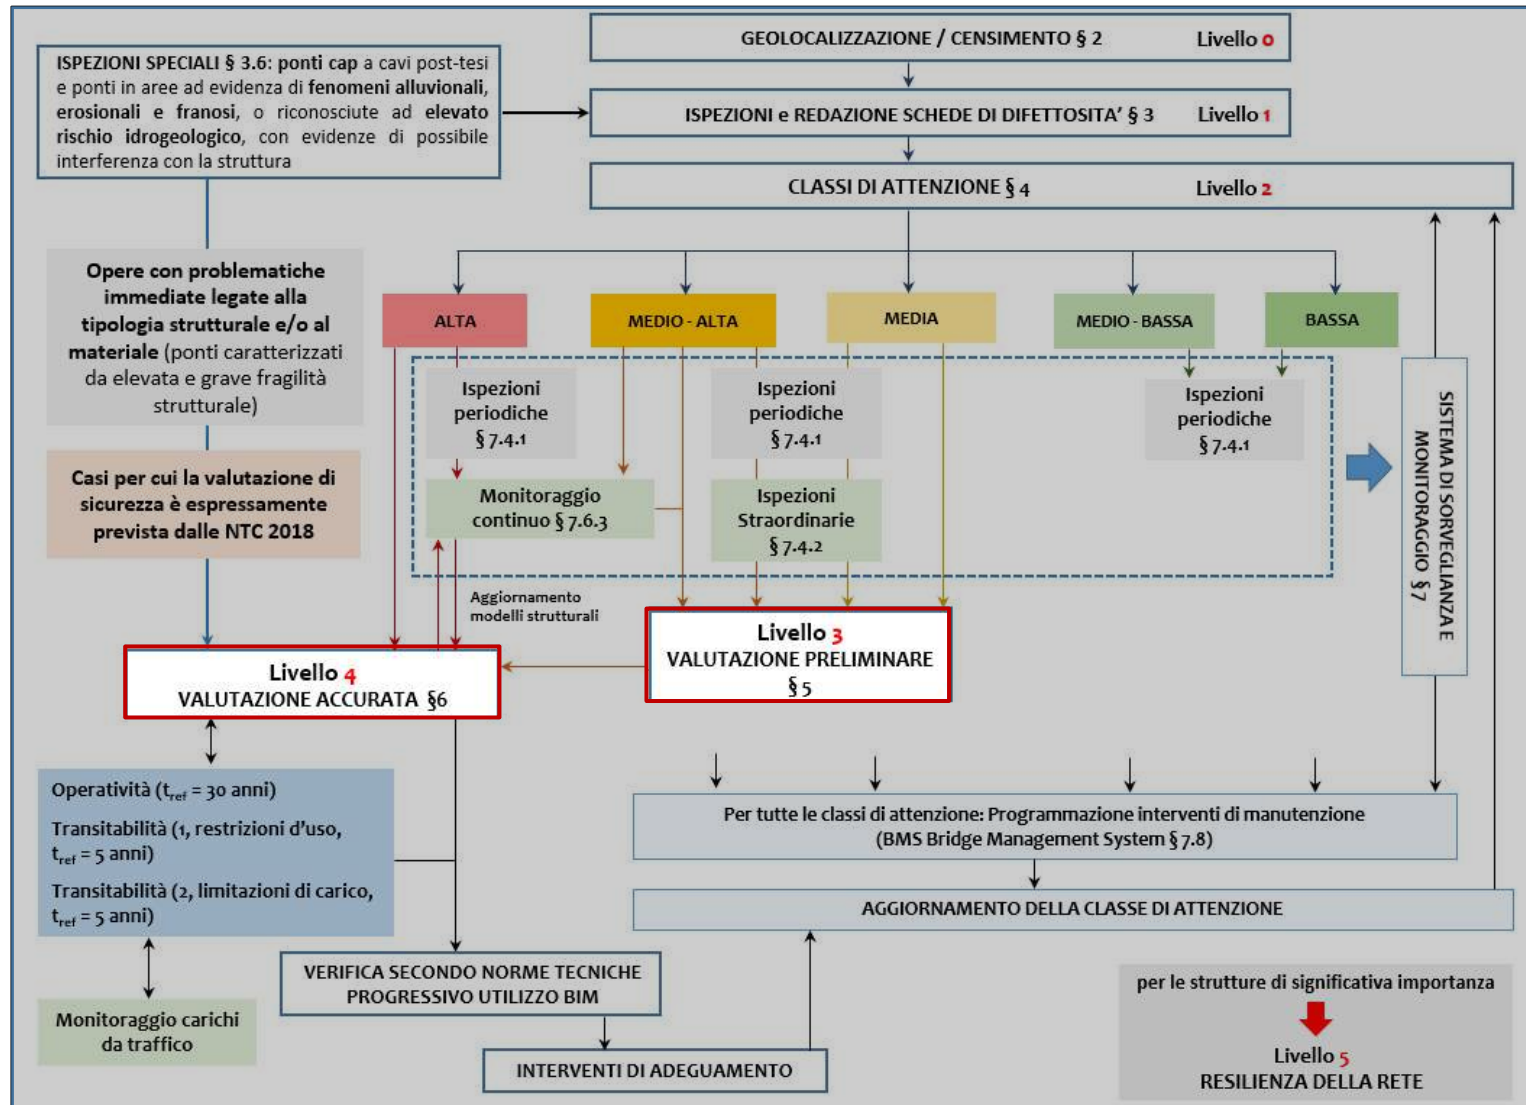 GEOLOCALIZZAZIONE / CENSIMENTO § 2 Livello 0
ISPEZIONI SPECIALI § 3.6: ponti cap a cavi post-tesi
e ponti in aree ad evidenza di fenomeni alluvionali,
erosionali e franosi, o riconosciute ad elevato
rischio idrogeologico, con evidenze di possibile
interferenza con la struttura
ISPEZIONI e REDAZIONE SCHEDE DI DIFETTOSITA’ § 3 Livello 1
CLASSI DI ATTENZIONE § 4 Livello 2
Opere con problematiche
immediate legate alla
tipologia strutturale e/o al
materiale (ponti caratterizzati
da elevata e grave fragilità
strutturale)
ALTA
MEDIO - ALTA
MEDIA
MEDIO - BASSA
BASSA
Ispezioni
periodiche
§ 7.4.1
Ispezioni
periodiche
§ 7.4.1
Ispezioni
periodiche
§ 7.4.1
SISTEMA DI SORVEGLIANZA E
MONITORAGGIO §7
Casi per cui la valutazione di
sicurezza è espressamente
prevista dalle NTC 2018
Monitoraggio
continuo § 7.6.3
Ispezioni
Straordinarie
§ 7.4.2
Aggiornamento
modelli strutturali
Livello 3
VALUTAZIONE PRELIMINARE
§ 5
Livello 4
VALUTAZIONE ACCURATA §6
Operatività (tref = 30 anni)
Transitabilità (1, restrizioni d’uso,
tref = 5 anni)
Transitabilità (2, limitazioni di carico,
tref = 5 anni)
Per tutte le classi di attenzione: Programmazione interventi di manutenzione
(BMS Bridge Management System § 7.8)
AGGIORNAMENTO DELLA CLASSE DI ATTENZIONE
VERIFICA SECONDO NORME TECNICHE
PROGRESSIVO UTILIZZO BIM
Monitoraggio carichi
da traffico
INTERVENTI DI ADEGUAMENTO
per le strutture di significativa importanza
Livello 5
RESILIENZA DELLA RETE